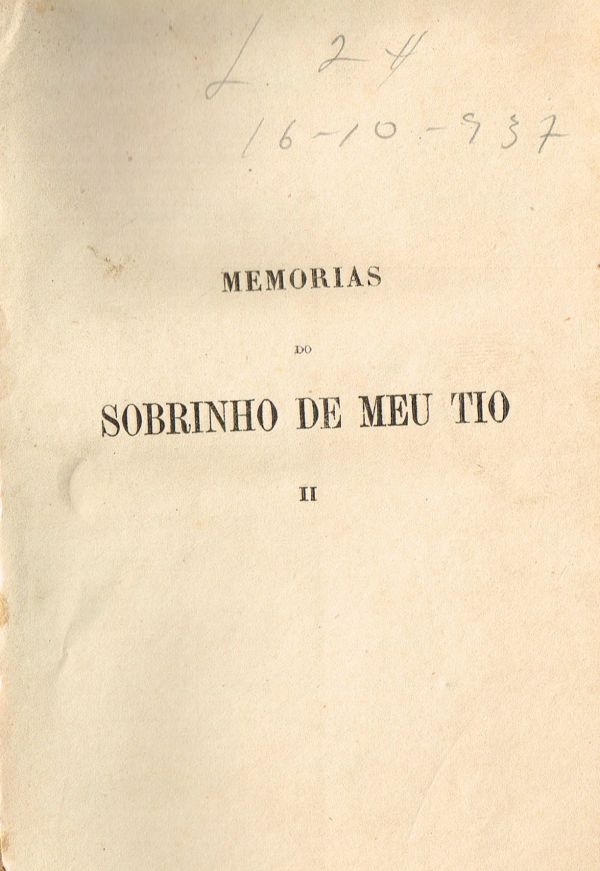 L 24
16-10-937
MEMORIAS
DO
SOBRINHO DE MEU TIO
II